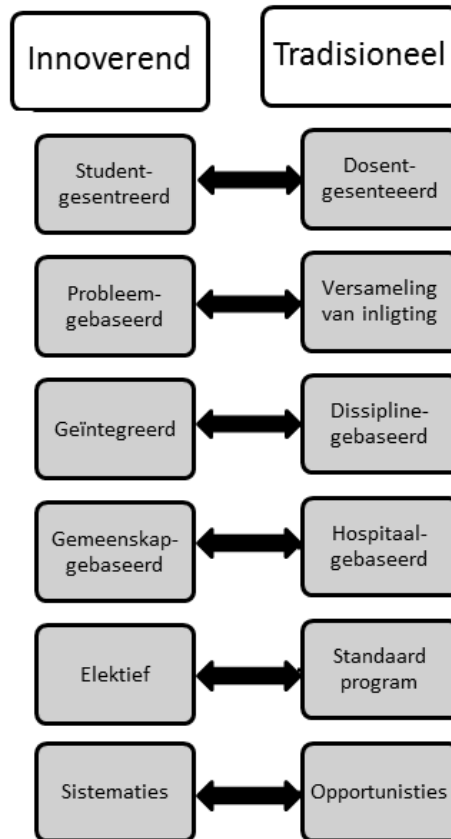 Innoverend
Tradisioneel
Student-
gesentreerd
Dosent-
gesenteeerd
Probleem-
gebaseerd
Versameling
van inligting
Geïntegreerd
Dissipline-
gebaseerd
Gemeenskap-
gebaseerd
Hospitaal-
gebaseerd
Elektief
Standaard
program
Sistematies
Opportunisties